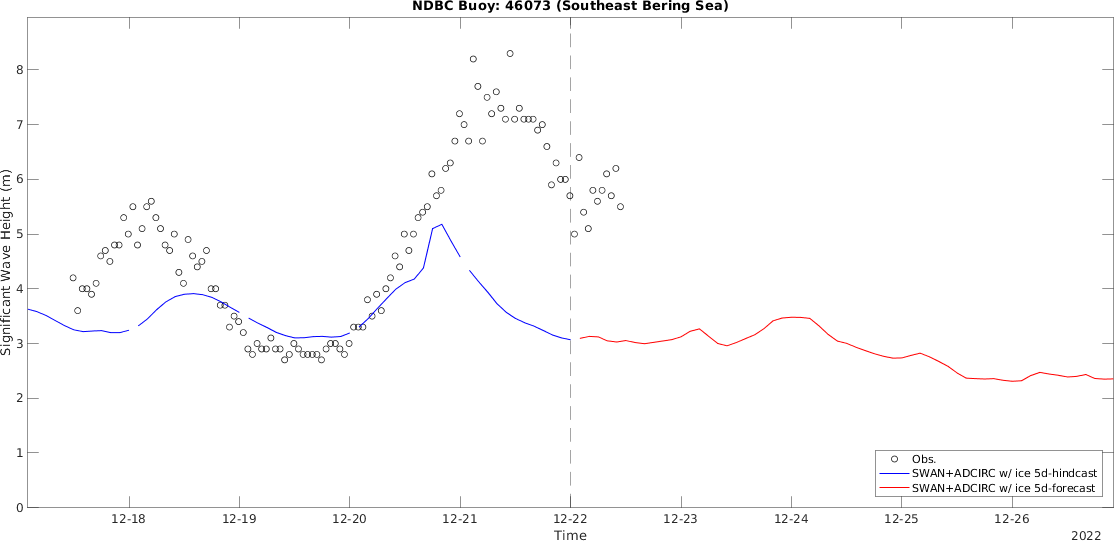 NDBC Buoy: 46073 (Southeast Bering Sea)
Significant Wave Height (m)
8
7
6
5
4
3
2
1
0
Obs.
SWAN+ADCIRC w/ ice 5d-hindcast
SWAN+ADCIRC w/ ice 5d-forecast
12-18 12-19 12-20 12-21 12-22 12-23 12-24 12-25 12-26
Time
2022